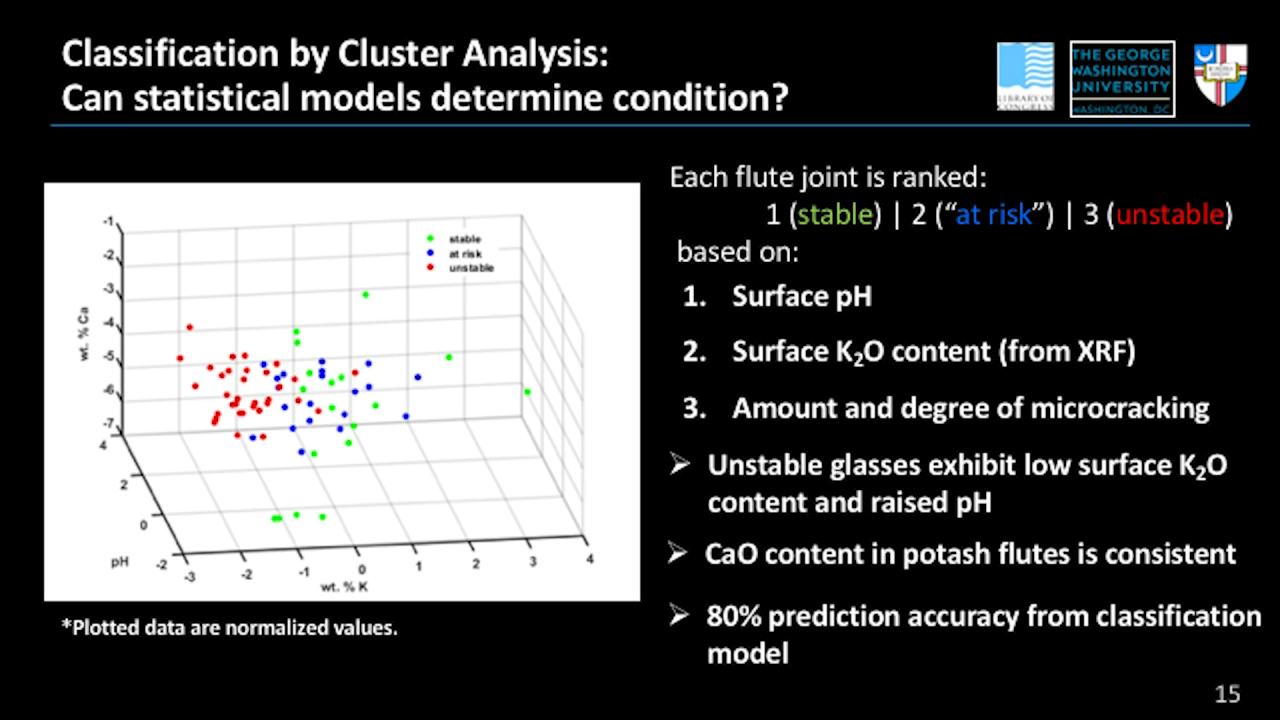 Classification by Cluster Analysis:
Can statistical models determine condition?
LIBRARY OF
CONGRESS
THE GEORGE
WASHINGTON
UNIVERSITY
WASHINGTON, DC
Each flute joint is ranked:
1 (stable) | 2 (“at risk”) | 3 (unstable)
based on:
1. Surface pH
2. Surface K₂O content (from XRF)
3. Amount and degree of microcracking
➢ Unstable glasses exhibit low surface K₂O
content and raised pH
➢ CaO content in potash flutes is consistent
➢ 80% prediction accuracy from classification
model
stable
at risk
unstable
wt. % Ca
-1
-2
-3
-4
-5
-6
-7
4
2
0
-2
pH
-3
-2
-1
0
1
2
3
4
wt. % K
*Plotted data are normalized values.
15